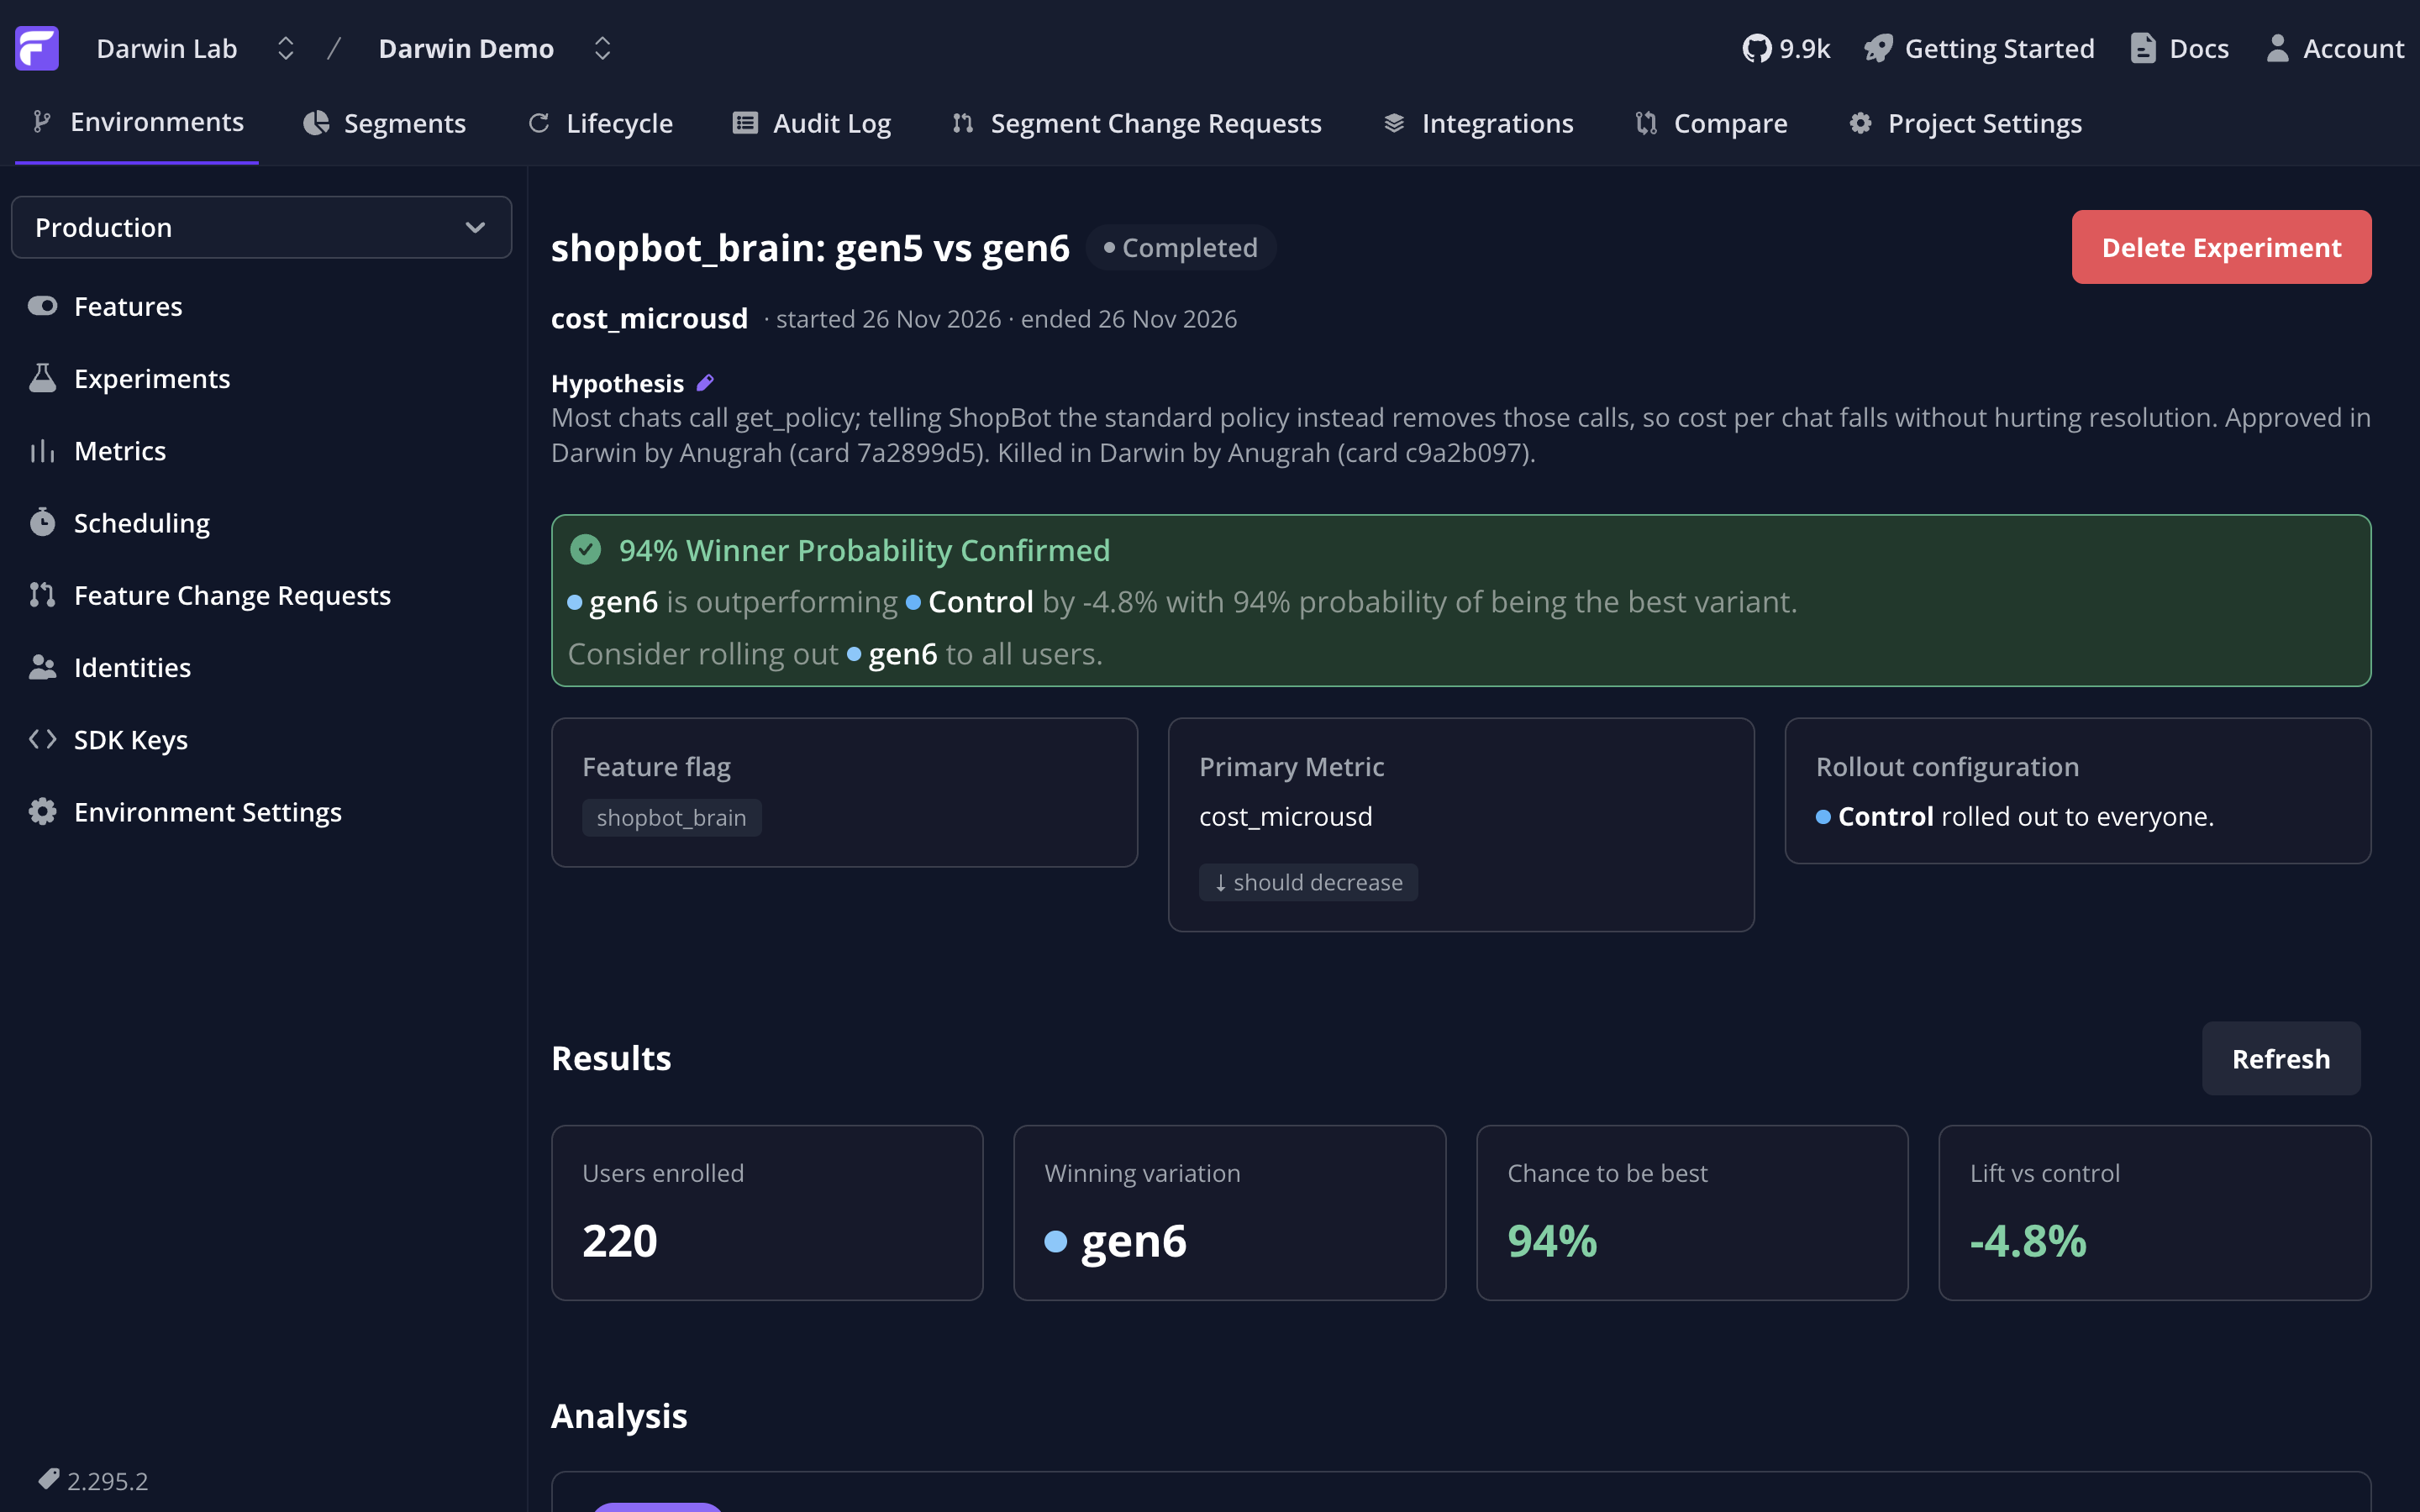 Darwin Lab / Darwin Demo
9.9k Getting Started Docs Account
Environments Segments Lifecycle Audit Log Segment Change Requests Integrations Compare Project Settings
Production
Features
Experiments
Metrics
Scheduling
Feature Change Requests
Identities
SDK Keys
Environment Settings
2.295.2
shopbot_brain: gen5 vs gen6 Completed
Delete Experiment
cost_microusd · started 26 Nov 2026 · ended 26 Nov 2026
Hypothesis
Most chats call get_policy; telling ShopBot the standard policy instead removes those calls, so cost per chat falls without hurting resolution. Approved in
Darwin by Anugrah (card 7a2899d5). Killed in Darwin by Anugrah (card c9a2b097).
94% Winner Probability Confirmed
gen6 is outperforming Control by -4.8% with 94% probability of being the best variant.
Consider rolling out gen6 to all users.
Feature flag
shopbot_brain
Primary Metric
cost_microusd
↓ should decrease
Rollout configuration
Control rolled out to everyone.
Results
Refresh
Users enrolled
220
Winning variation
gen6
Chance to be best
94%
Lift vs control
-4.8%
Analysis